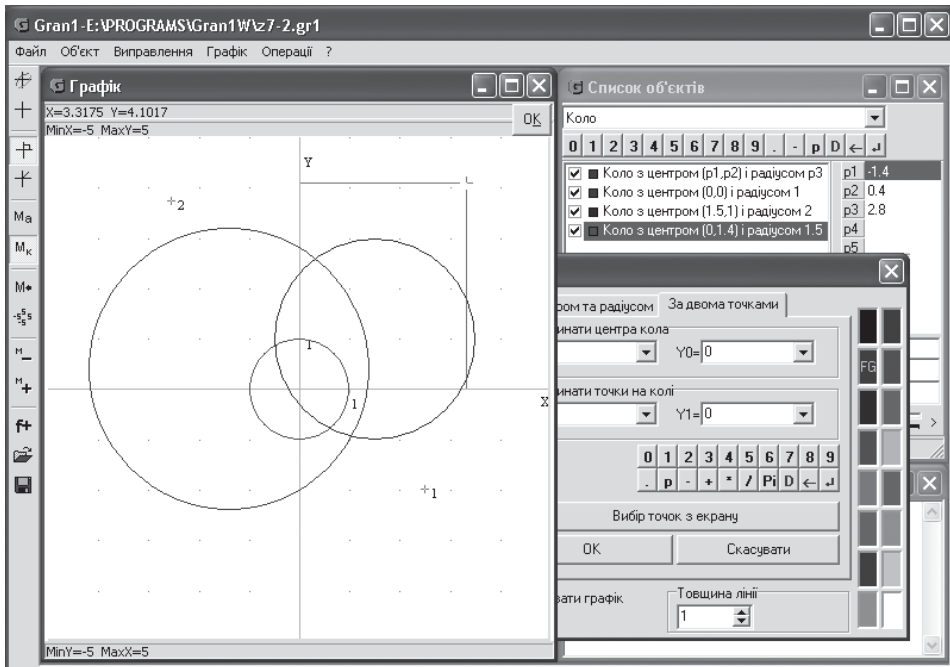 Gran1-E:\PROGRAMS\Gran1W\z7-2.gr1
Файл Об'єкт Виправлення Графік Операції ?
Графік
X=3.3175 Y=4.1017
OK
MinX=-5 MaxY=5
Y
2
1
1
X
1
MinY=-5 MaxX=5
Ma
Mк
M
M
M
f+
Список об'єктів
Коло
0 1 2 3 4 5 6 7 8 9 . - p D
Коло з центром (p1,p2) і радіусом p3
Коло з центром (0,0) і радіусом 1
Коло з центром (1.5,1) і радіусом 2
Коло з центром (0,1.4) і радіусом 1.5
p1 -1.4
p2 0.4
p3 2.8
p4
p5
ром та радіусом За двома точками
инати центра кола
Y0= 0
инати точки на колі
Y1= 0
0 1 2 3 4 5 6 7 8 9
. p - + * / Pi D
Вибір точок з екрану
OK Скасувати
вати графік
Товщина лінії
1
FG